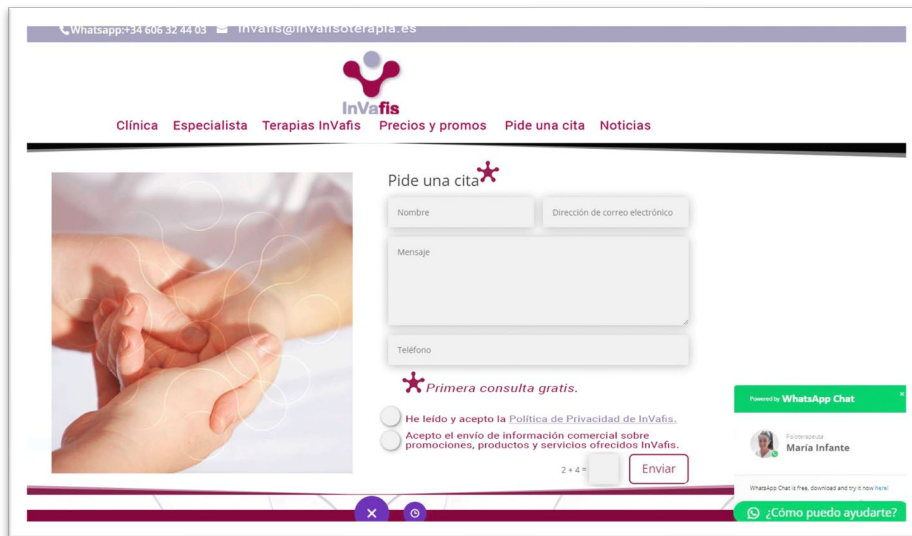 Whatsapp:+34 606 32 44 03 invafis@invafisoterapia.es
InVafis
Clínica Especialista Terapias InVafis Precios y promos Pide una cita Noticias
Pide una cita
Nombre Dirección de correo electrónico
Mensaje
Teléfono
Primera consulta gratis.
He leído y acepto la Política de Privacidad de InVafis.
Acepto el envío de información comercial sobre
promociones, productos y servicios ofrecidos InVafis.
2 + 4 = Enviar
Powered by WhatsApp Chat ×
Fisioterapeuta
María Infante
WhatsApp Chat is free, download and try it now here!
¿Cómo puedo ayudarte?